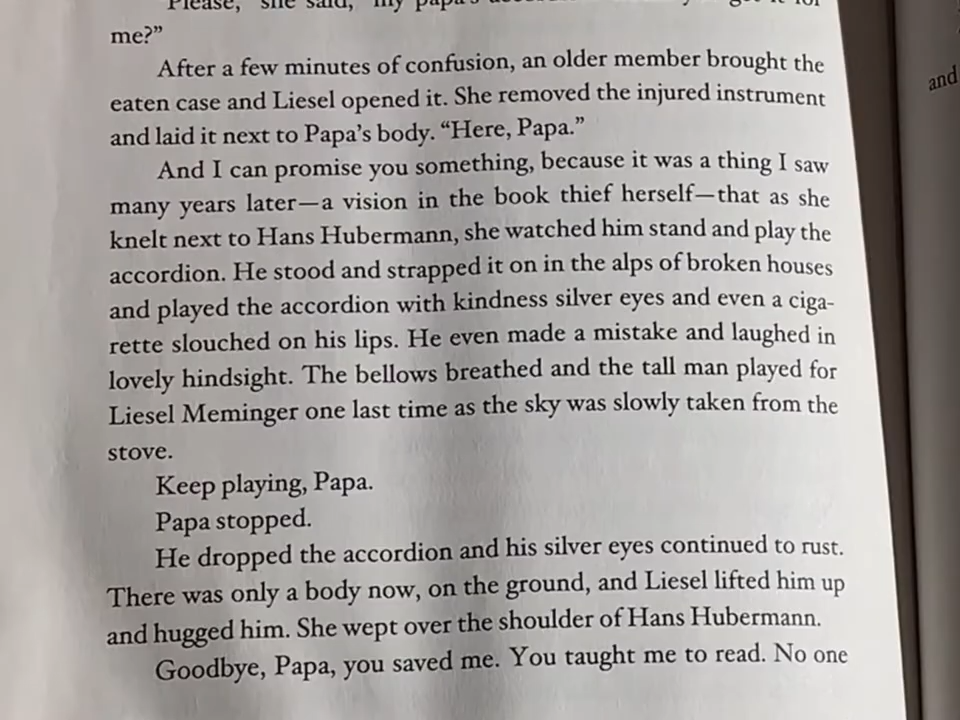 "Please," she said, "my papa's
me?"
After a few minutes of confusion, an older member brought the
eaten case and Liesel opened it. She removed the injured instrument
and laid it next to Papa's body. "Here, Papa."
And I can promise you something, because it was a thing I saw
many years later—a vision in the book thief herself—that as she
knelt next to Hans Hubermann, she watched him stand and play the
accordion. He stood and strapped it on in the alps of broken houses
and played the accordion with kindness silver eyes and even a ciga-
rette slouched on his lips. He even made a mistake and laughed in
lovely hindsight. The bellows breathed and the tall man played for
Liesel Meminger one last time as the sky was slowly taken from the
stove.
Keep playing, Papa.
Papa stopped.
He dropped the accordion and his silver eyes continued to rust.
There was only a body now, on the ground, and Liesel lifted him up
and hugged him. She wept over the shoulder of Hans Hubermann.
Goodbye, Papa, you saved me. You taught me to read. No one
and